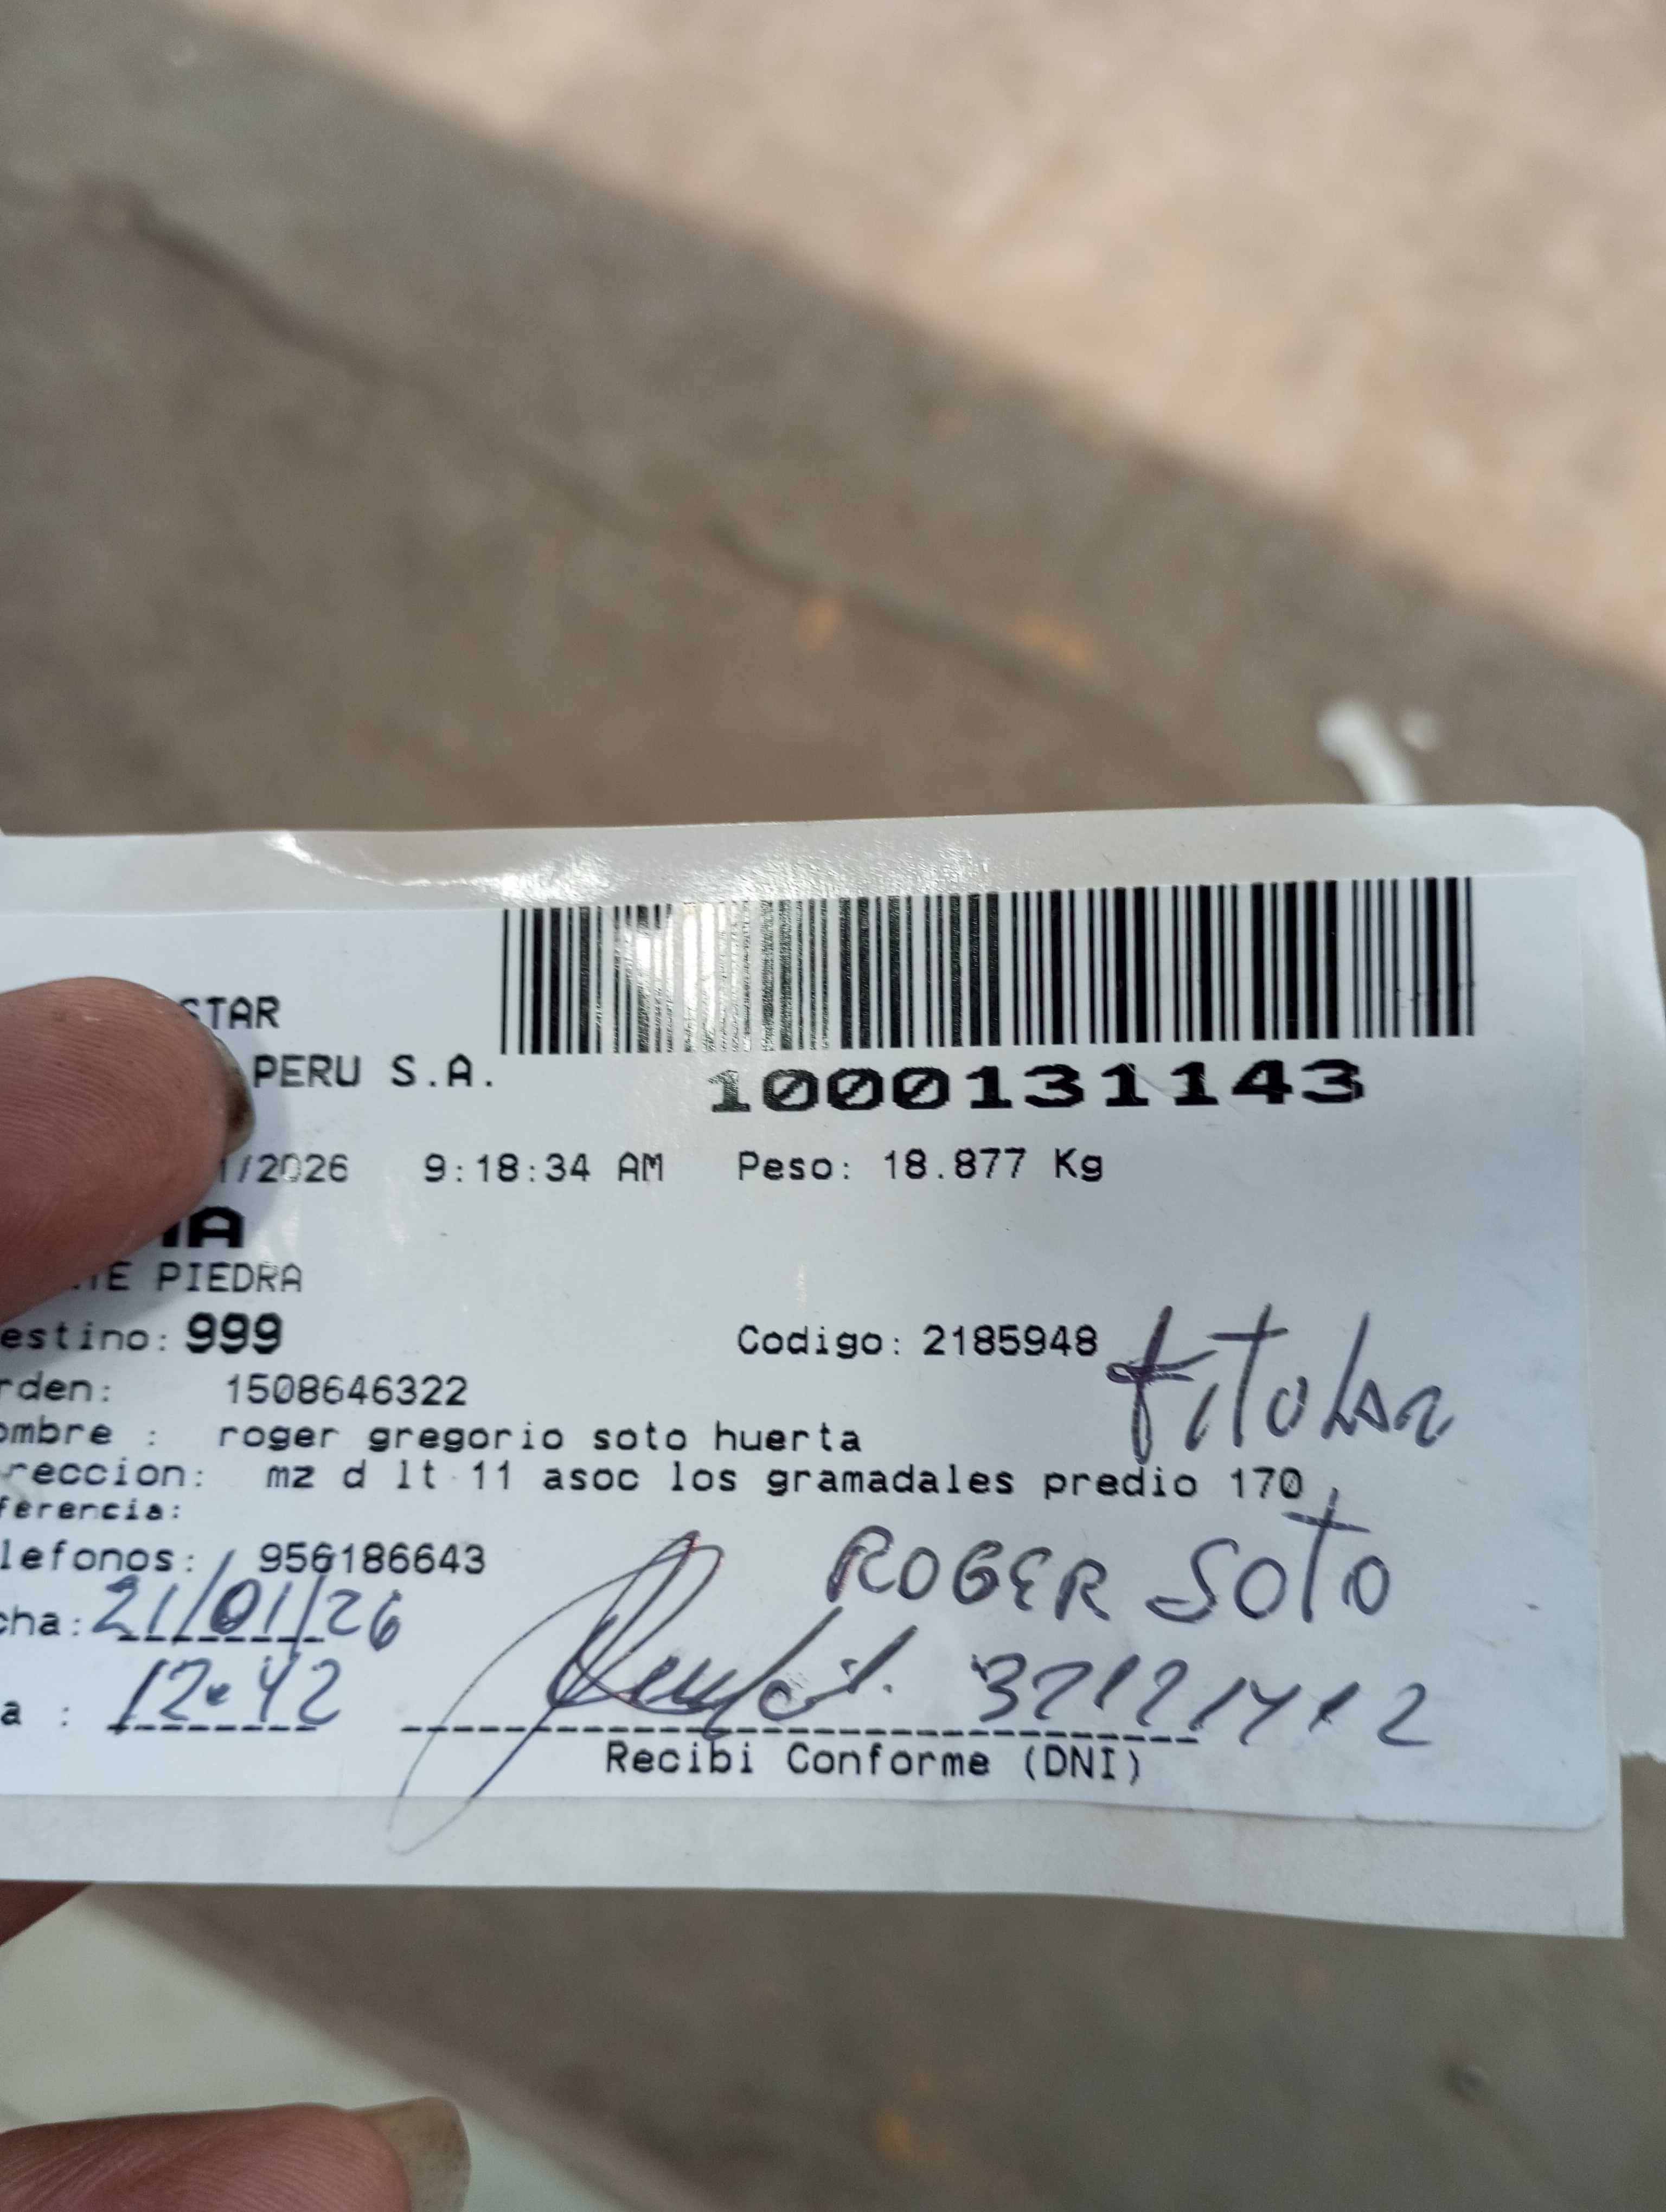 STAR
PERU S.A.
1000131143
1/2026 9:18:34 AM Peso: 18.877 Kg
PIEDRA
estino: 999 Codigo: 2185948 titular
rden: 1508646322
ombre : roger gregorio soto huerta
reccion: mz d lt 11 asoc los gramadales predio 170
ferencia:
lefonos: 956186643 ROGER SOTO
cha: 21/01/26
a : 12:42
Recibi Conforme (DNI)